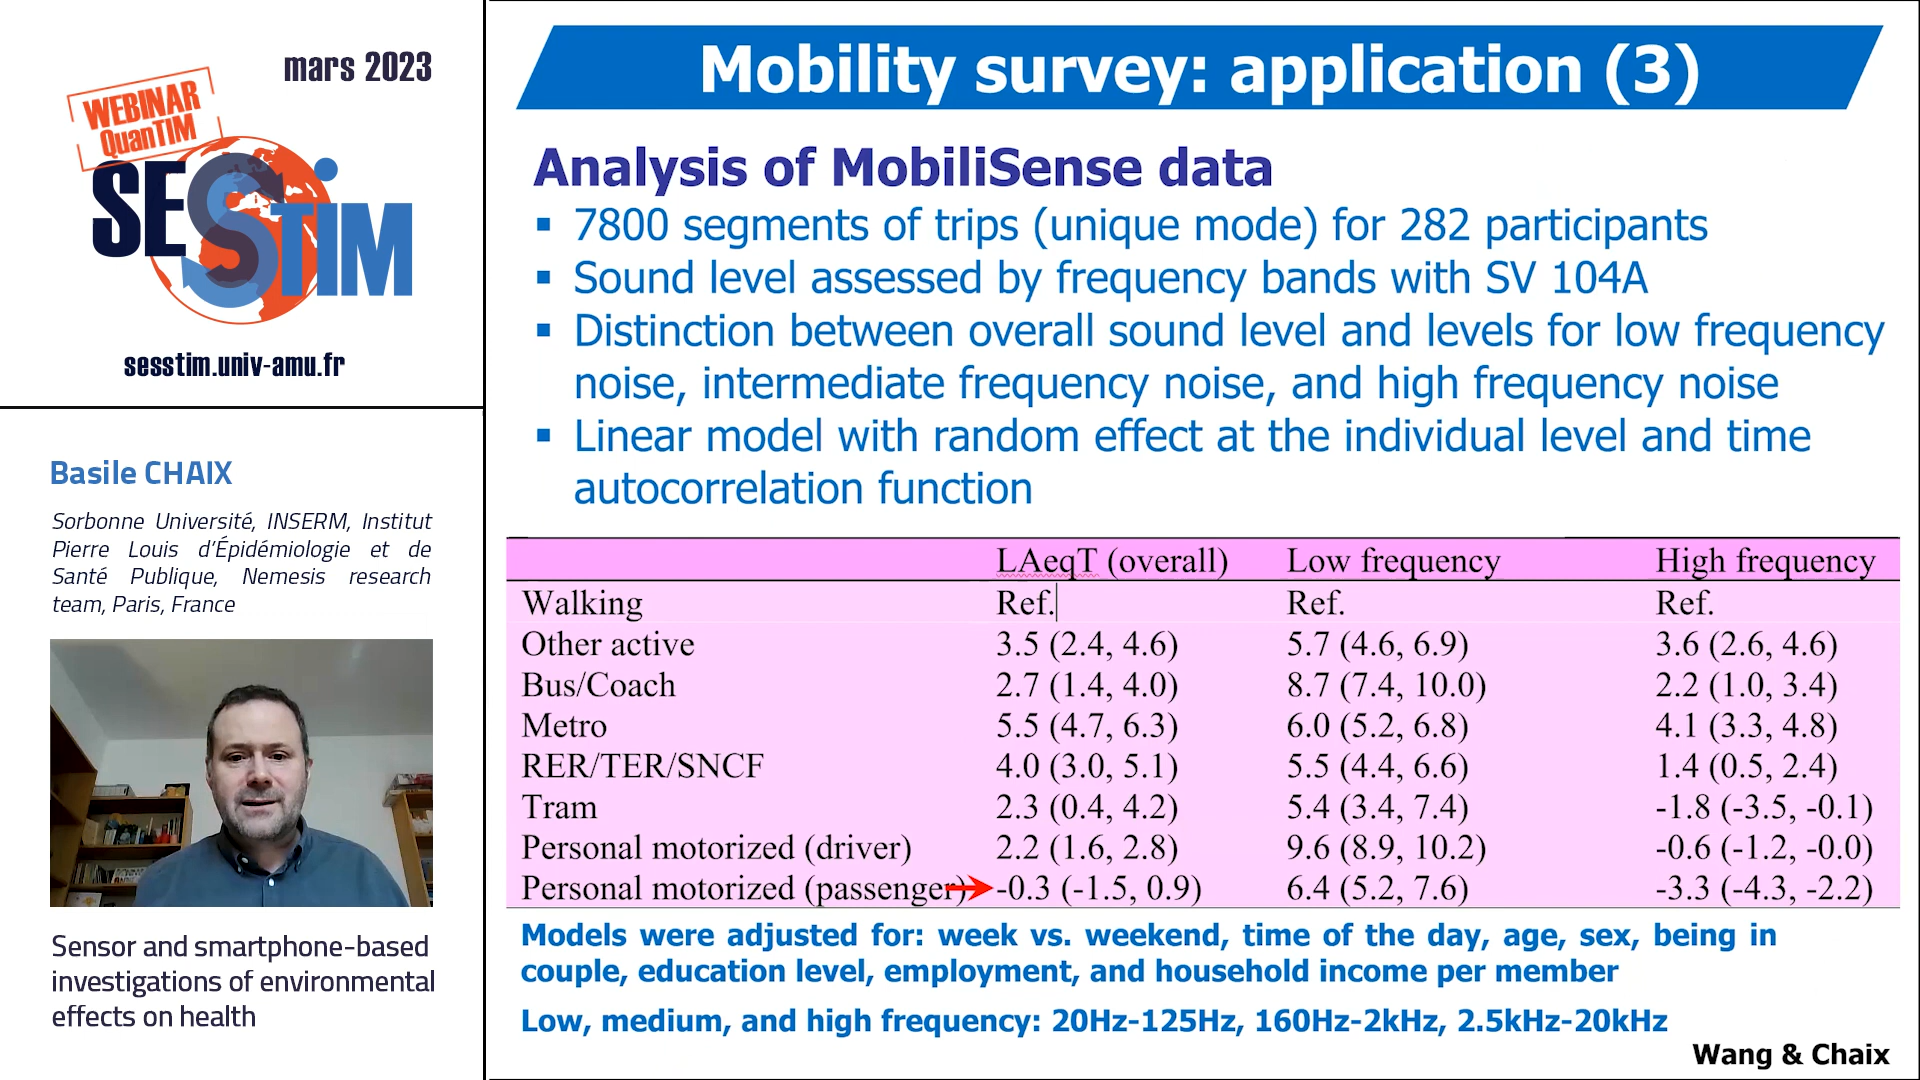 mars 2023
WEBINAR
QuanTIM
SESSTIM
sesstim.univ-amu.fr
Basile CHAIX
Sorbonne Université, INSERM, Institut
Pierre Louis d’Épidémiologie et de
Santé Publique, Nemesis research
team, Paris, France
Sensor and smartphone-based
investigations of environmental
effects on health
Mobility survey: application (3)
Analysis of MobiliSense data
▪ 7800 segments of trips (unique mode) for 282 participants
▪ Sound level assessed by frequency bands with SV 104A
▪ Distinction between overall sound level and levels for low frequency
noise, intermediate frequency noise, and high frequency noise
▪ Linear model with random effect at the individual level and time
autocorrelation function
LAeqT (overall) Low frequency High frequency
Walking Ref. Ref. Ref.
Other active 3.5 (2.4, 4.6) 5.7 (4.6, 6.9) 3.6 (2.6, 4.6)
Bus/Coach 2.7 (1.4, 4.0) 8.7 (7.4, 10.0) 2.2 (1.0, 3.4)
Metro 5.5 (4.7, 6.3) 6.0 (5.2, 6.8) 4.1 (3.3, 4.8)
RER/TER/SNCF 4.0 (3.0, 5.1) 5.5 (4.4, 6.6) 1.4 (0.5, 2.4)
Tram 2.3 (0.4, 4.2) 5.4 (3.4, 7.4) -1.8 (-3.5, -0.1)
Personal motorized (driver) 2.2 (1.6, 2.8) 9.6 (8.9, 10.2) -0.6 (-1.2, -0.0)
Personal motorized (passenger) -0.3 (-1.5, 0.9) 6.4 (5.2, 7.6) -3.3 (-4.3, -2.2)
Models were adjusted for: week vs. weekend, time of the day, age, sex, being in
couple, education level, employment, and household income per member
Low, medium, and high frequency: 20Hz-125Hz, 160Hz-2kHz, 2.5kHz-20kHz
Wang & Chaix